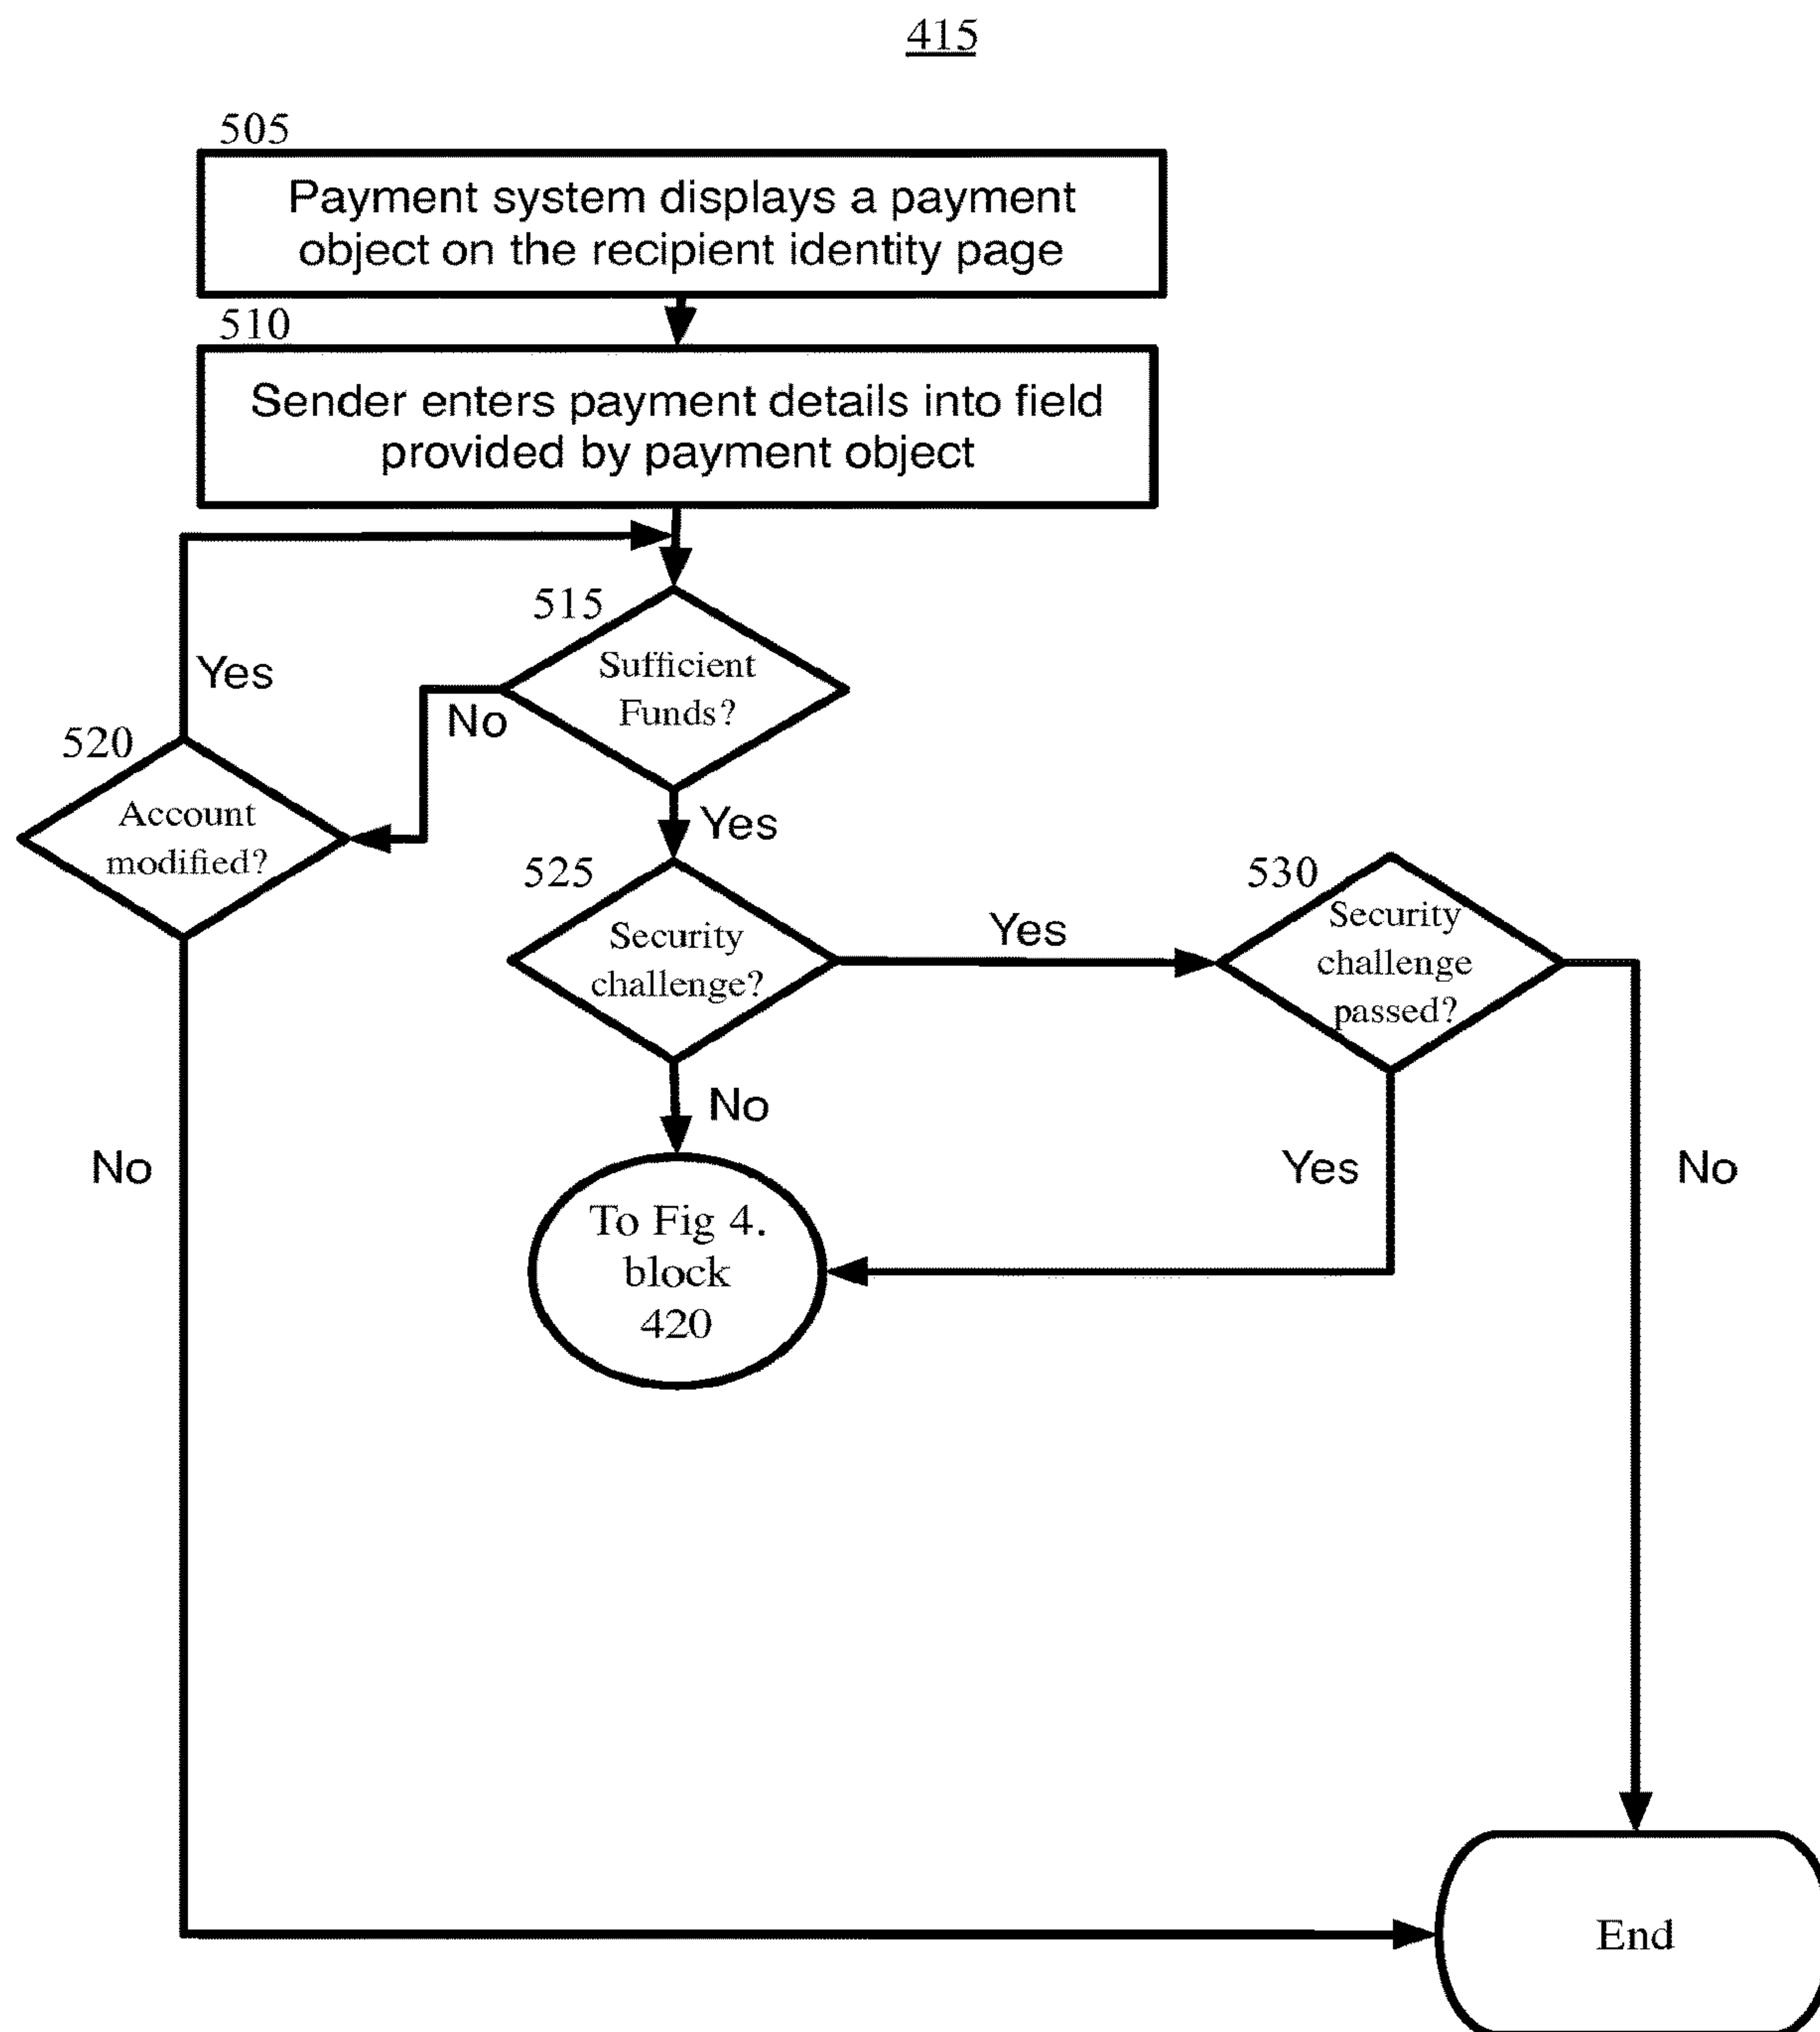 415
505
Payment system displays a payment
object on the recipient identity page
510
Sender enters payment details into field
provided by payment object
515
Sufficient
Funds?
Yes
No
520
Account
modified?
Yes
525
Security
challenge?
Yes
530
Security
challenge
passed?
No
No
Yes
No
To Fig 4.
block
420
End